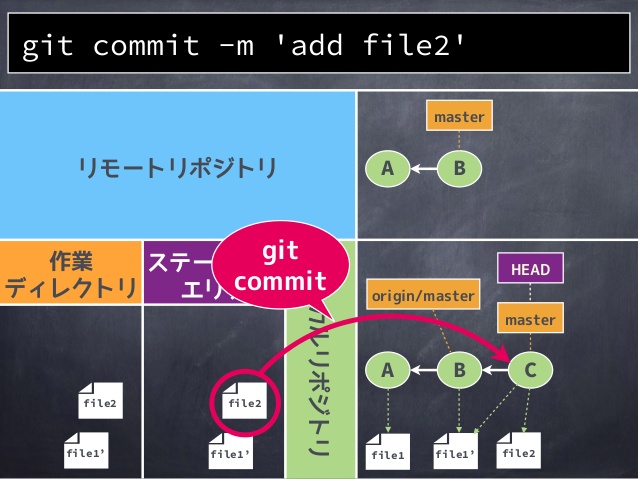 git commit -m 'add file2'
リモートリポジトリ
master
A
B
作業
ディレクトリ
ステー
エリ
git
commit
ルリポジトリ
HEAD
origin/master
master
A
B
C
file2
file2
file1’
file1’
file1
file1’
file2